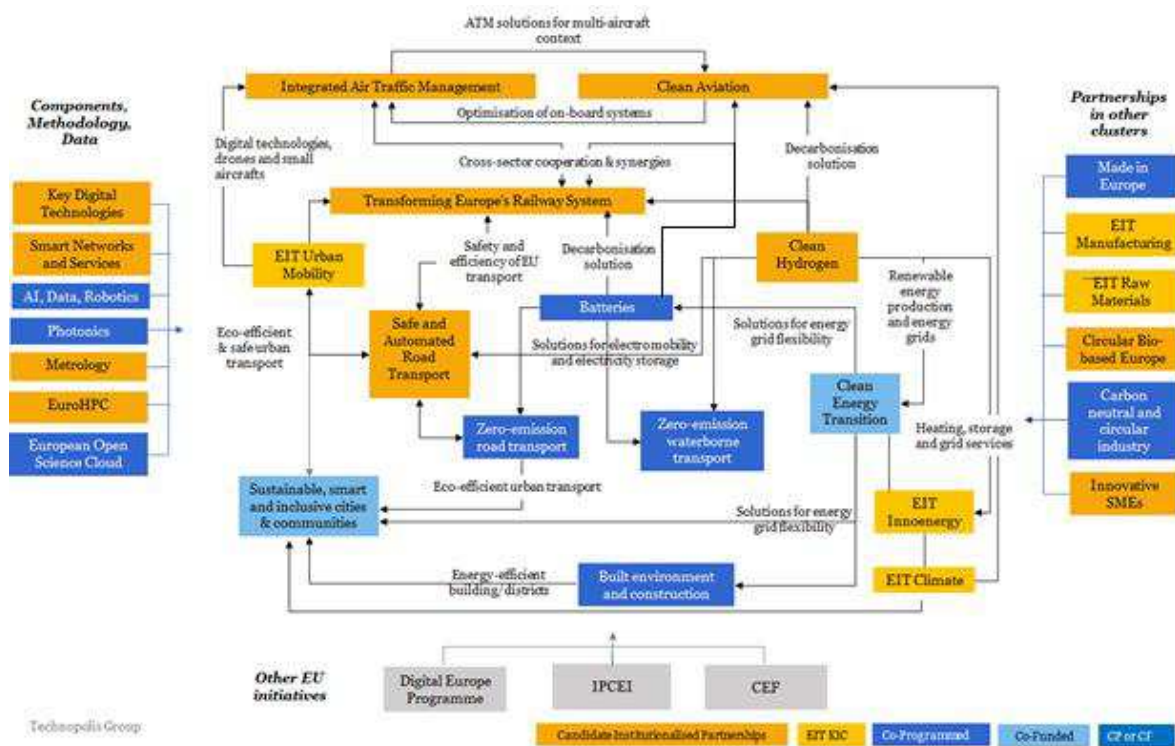 ATM solutions for multi-aircraft
context
Integrated Air Traffic Management
Clean Aviation
Components,
Methodology,
Data
Partnerships
in other
clusters
Optimisation of on-board systems
Digital technologies,
drones and small
aircrafts
Cross-sector cooperation & synergies
Decarbonisation
solution
Key Digital
Technologies
Smart Networks
and Services
AI, Data, Robotics
Photonics
Metrology
EuroHPC
European Open
Science Cloud
Made in
Europe
EIT
Manufacturing
EIT Raw
Materials
Circular Bio-
based Europe
Carbon
neutral and
circular
industry
Innovative
SMEs
Transforming Europe's Railway System
EIT Urban
Mobility
Safety and
efficiency of EU
transport
Decarbonisation
solution
Clean
Hydrogen
Renewable
energy
production
and energy
grids
Batteries
Eco-efficient
& safe urban
transport
Safe and
Automated
Road
Transport
Solutions for electromobility
and electricity storage
Solutions for energy
grid flexibility
Clean
Energy
Transition
Zero-emission
road transport
Zero-emission
waterborne
transport
Heating, storage
and grid services
Eco-efficient urban transport
Sustainable, smart
and inclusive cities
& communities
Solutions for energy
grid flexibility
EIT
Innoenergy
EIT Climate
Energy-efficient
building/districts
Built environment
and construction
Other EU
initiatives
Digital Europe
Programme
IPCEI
CEF
Technopolis Group
Candidate Institutionalised Partnerships
EIT KIC
Co-Programmed
Co-Funded
CP or CF